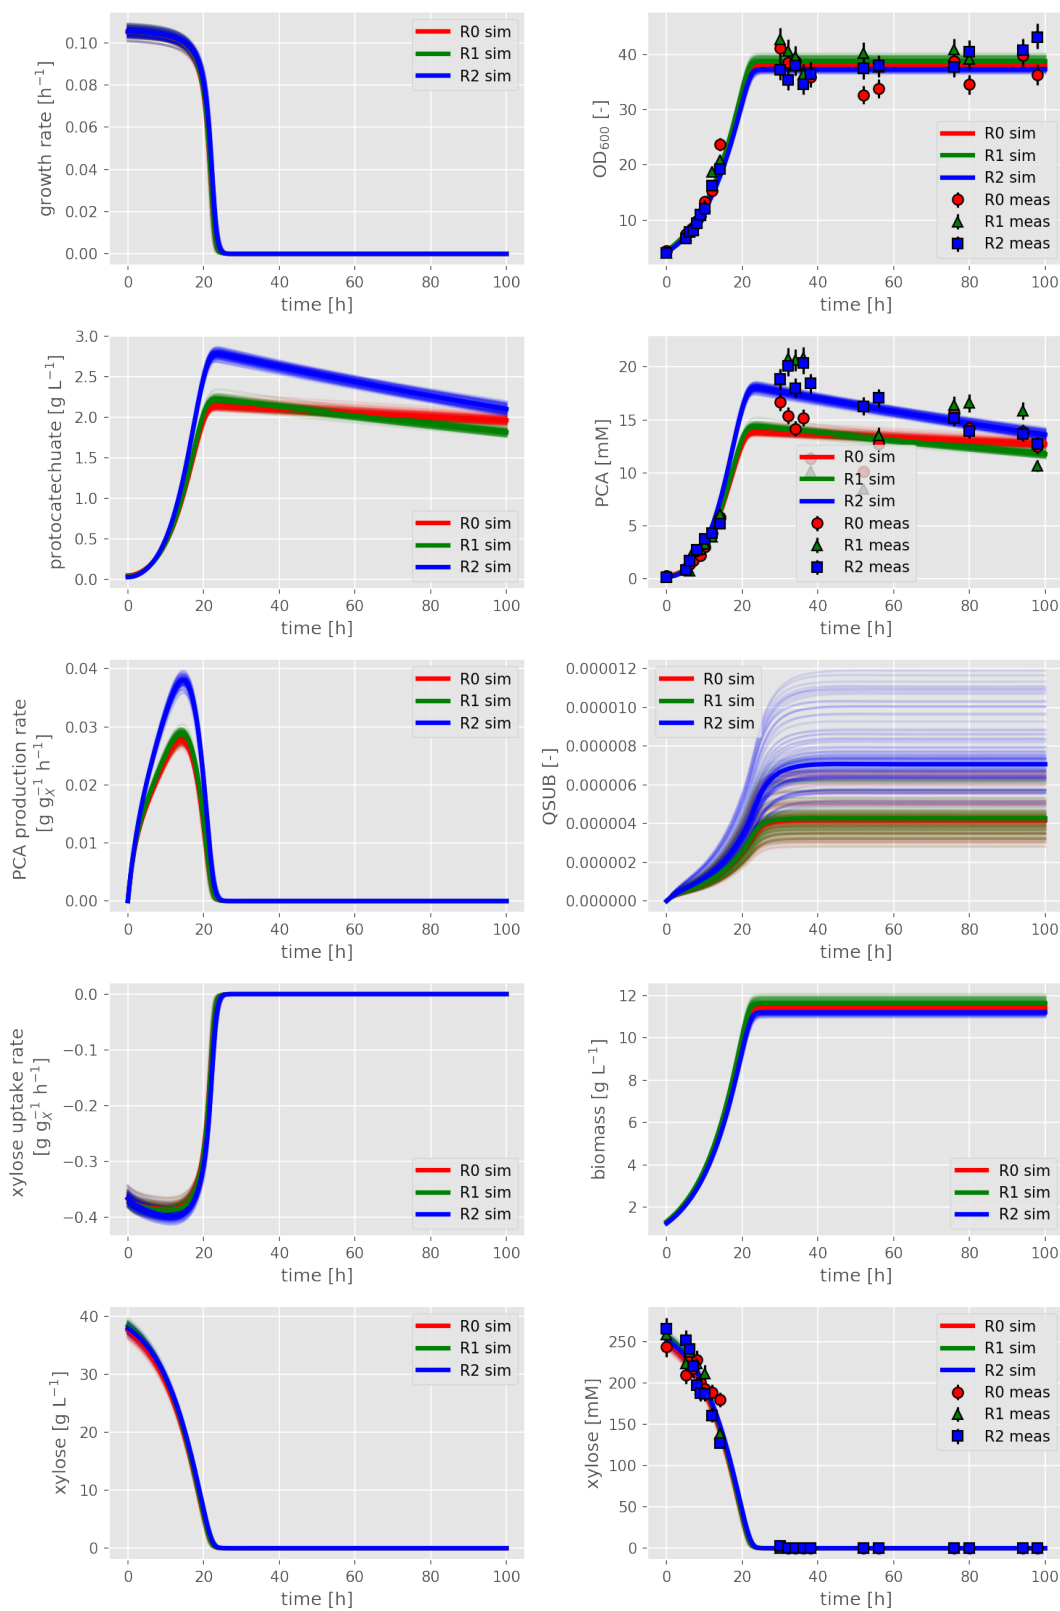 0.10
0.08
0.06
0.04
0.02
0.00
growth rate [h⁻¹]
R0 sim
R1 sim
R2 sim
0 20 40 60 80 100
time [h]
40
30
20
10
OD₆₀₀ [-]
R0 sim
R1 sim
R2 sim
R0 meas
R1 meas
R2 meas
0 20 40 60 80 100
time [h]
3.0
2.5
2.0
1.5
1.0
0.5
0.0
protocatechuate [g L⁻¹]
R0 sim
R1 sim
R2 sim
0 20 40 60 80 100
time [h]
20
15
10
5
0
PCA [mM]
R0 sim
R1 sim
R2 sim
R0 meas
R1 meas
R2 meas
0 20 40 60 80 100
time [h]
0.04
0.03
0.02
0.01
0.00
PCA production rate
[g g_X⁻¹ h⁻¹]
R0 sim
R1 sim
R2 sim
0 20 40 60 80 100
time [h]
0.000012
0.000010
0.000008
0.000006
0.000004
0.000002
0.000000
QSUB [-]
R0 sim
R1 sim
R2 sim
0 20 40 60 80 100
time [h]
0.0
−0.1
−0.2
−0.3
−0.4
xylose uptake rate
[g g_X⁻¹ h⁻¹]
R0 sim
R1 sim
R2 sim
0 20 40 60 80 100
time [h]
12
10
8
6
4
2
biomass [g L⁻¹]
R0 sim
R1 sim
R2 sim
0 20 40 60 80 100
time [h]
40
30
20
10
0
xylose [g L⁻¹]
R0 sim
R1 sim
R2 sim
0 20 40 60 80 100
time [h]
250
200
150
100
50
0
xylose [mM]
R0 sim
R1 sim
R2 sim
R0 meas
R1 meas
R2 meas
0 20 40 60 80 100
time [h]